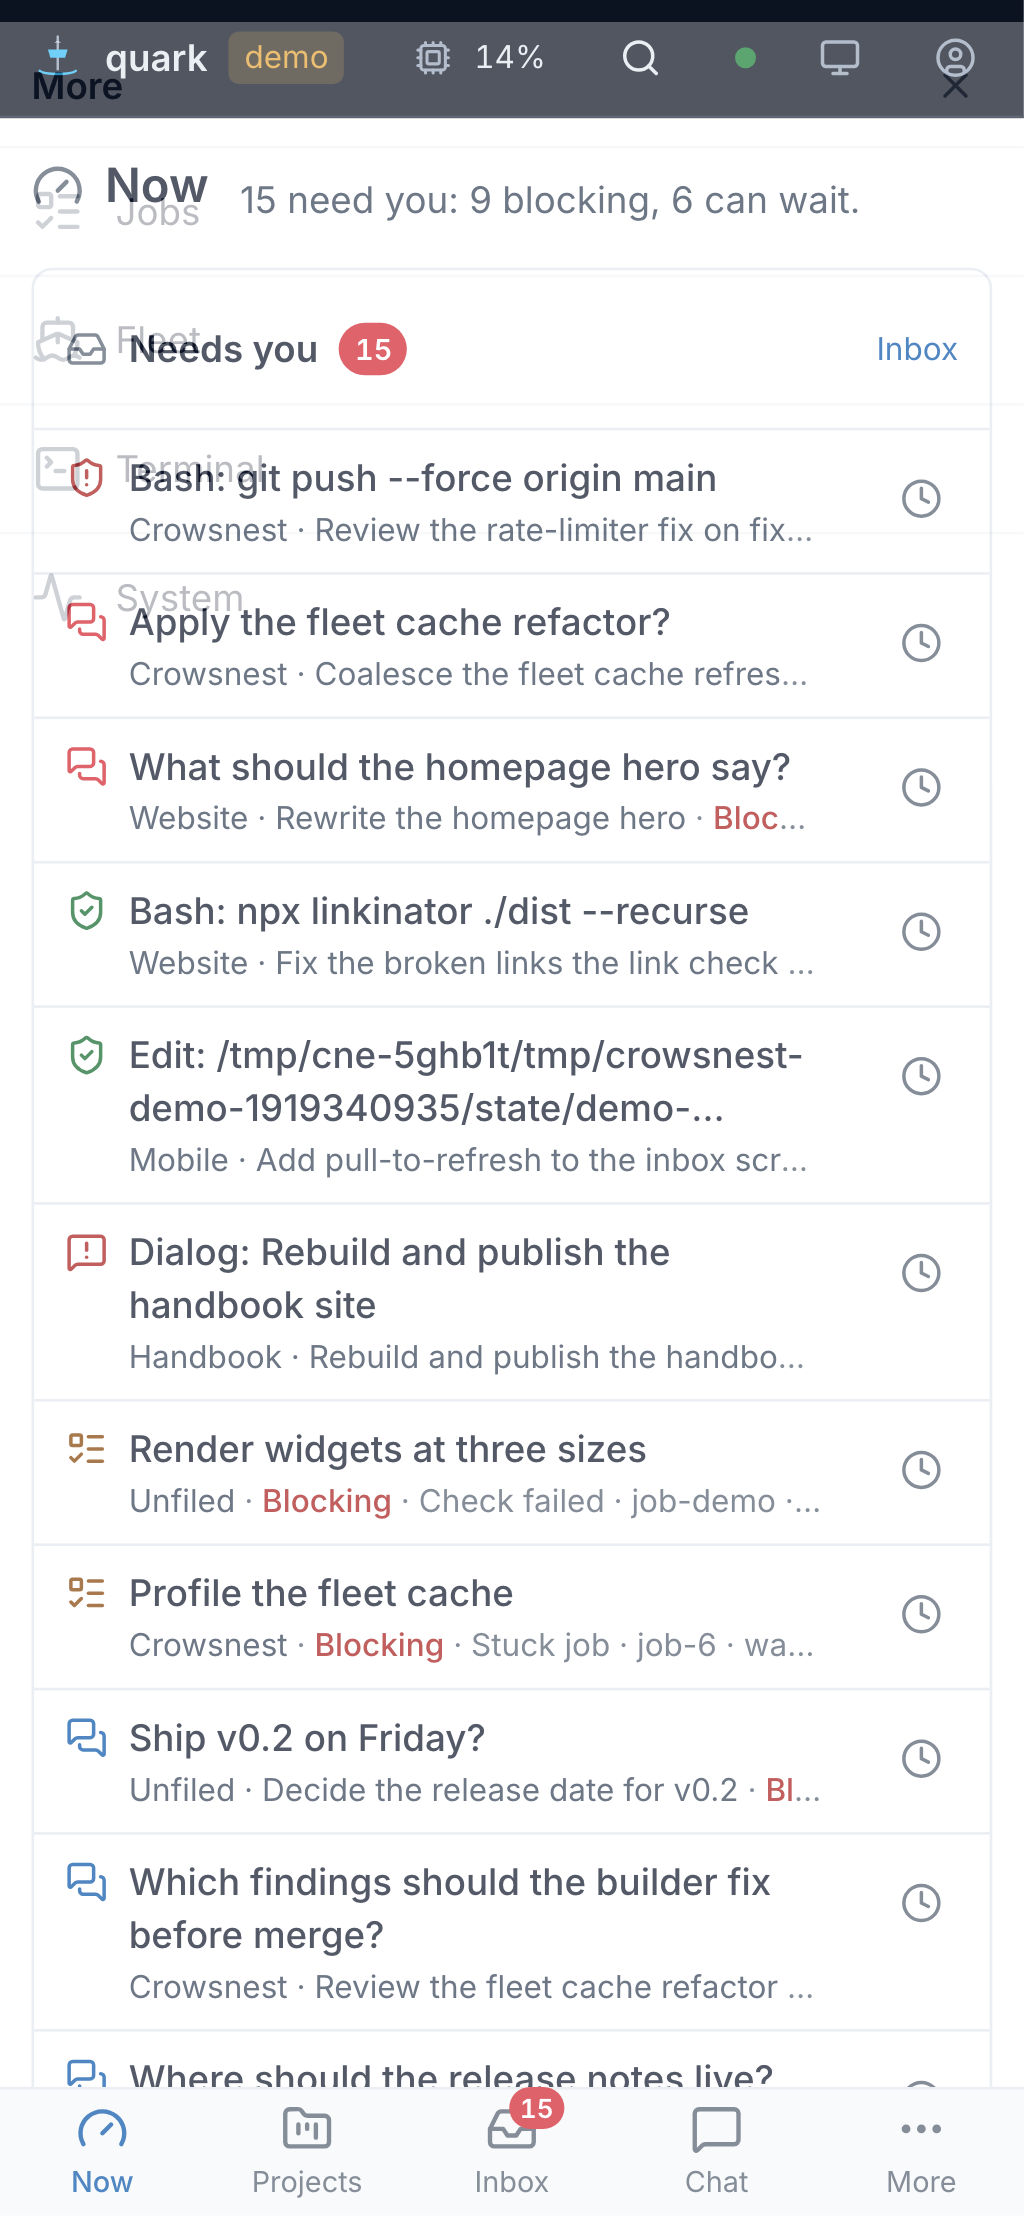 quark demo 14%
More
Now 15 need you: 9 blocking, 6 can wait.
Jobs
Fleet
Needs you 15 Inbox
Terminal
Bash: git push --force origin main
Crowsnest · Review the rate-limiter fix on fix...
System
Apply the fleet cache refactor?
Crowsnest · Coalesce the fleet cache refres...
What should the homepage hero say?
Website · Rewrite the homepage hero · Bloc...
Bash: npx linkinator ./dist --recurse
Website · Fix the broken links the link check ...
Edit: /tmp/cne-5ghb1t/tmp/crowsnest-
demo-1919340935/state/demo-...
Mobile · Add pull-to-refresh to the inbox scr...
Dialog: Rebuild and publish the
handbook site
Handbook · Rebuild and publish the handbo...
Render widgets at three sizes
Unfiled · Blocking · Check failed · job-demo ·...
Profile the fleet cache
Crowsnest · Blocking · Stuck job · job-6 · wa...
Ship v0.2 on Friday?
Unfiled · Decide the release date for v0.2 · Bl...
Which findings should the builder fix
before merge?
Crowsnest · Review the fleet cache refactor ...
Where should the release notes live?
15
Now Projects Inbox Chat More